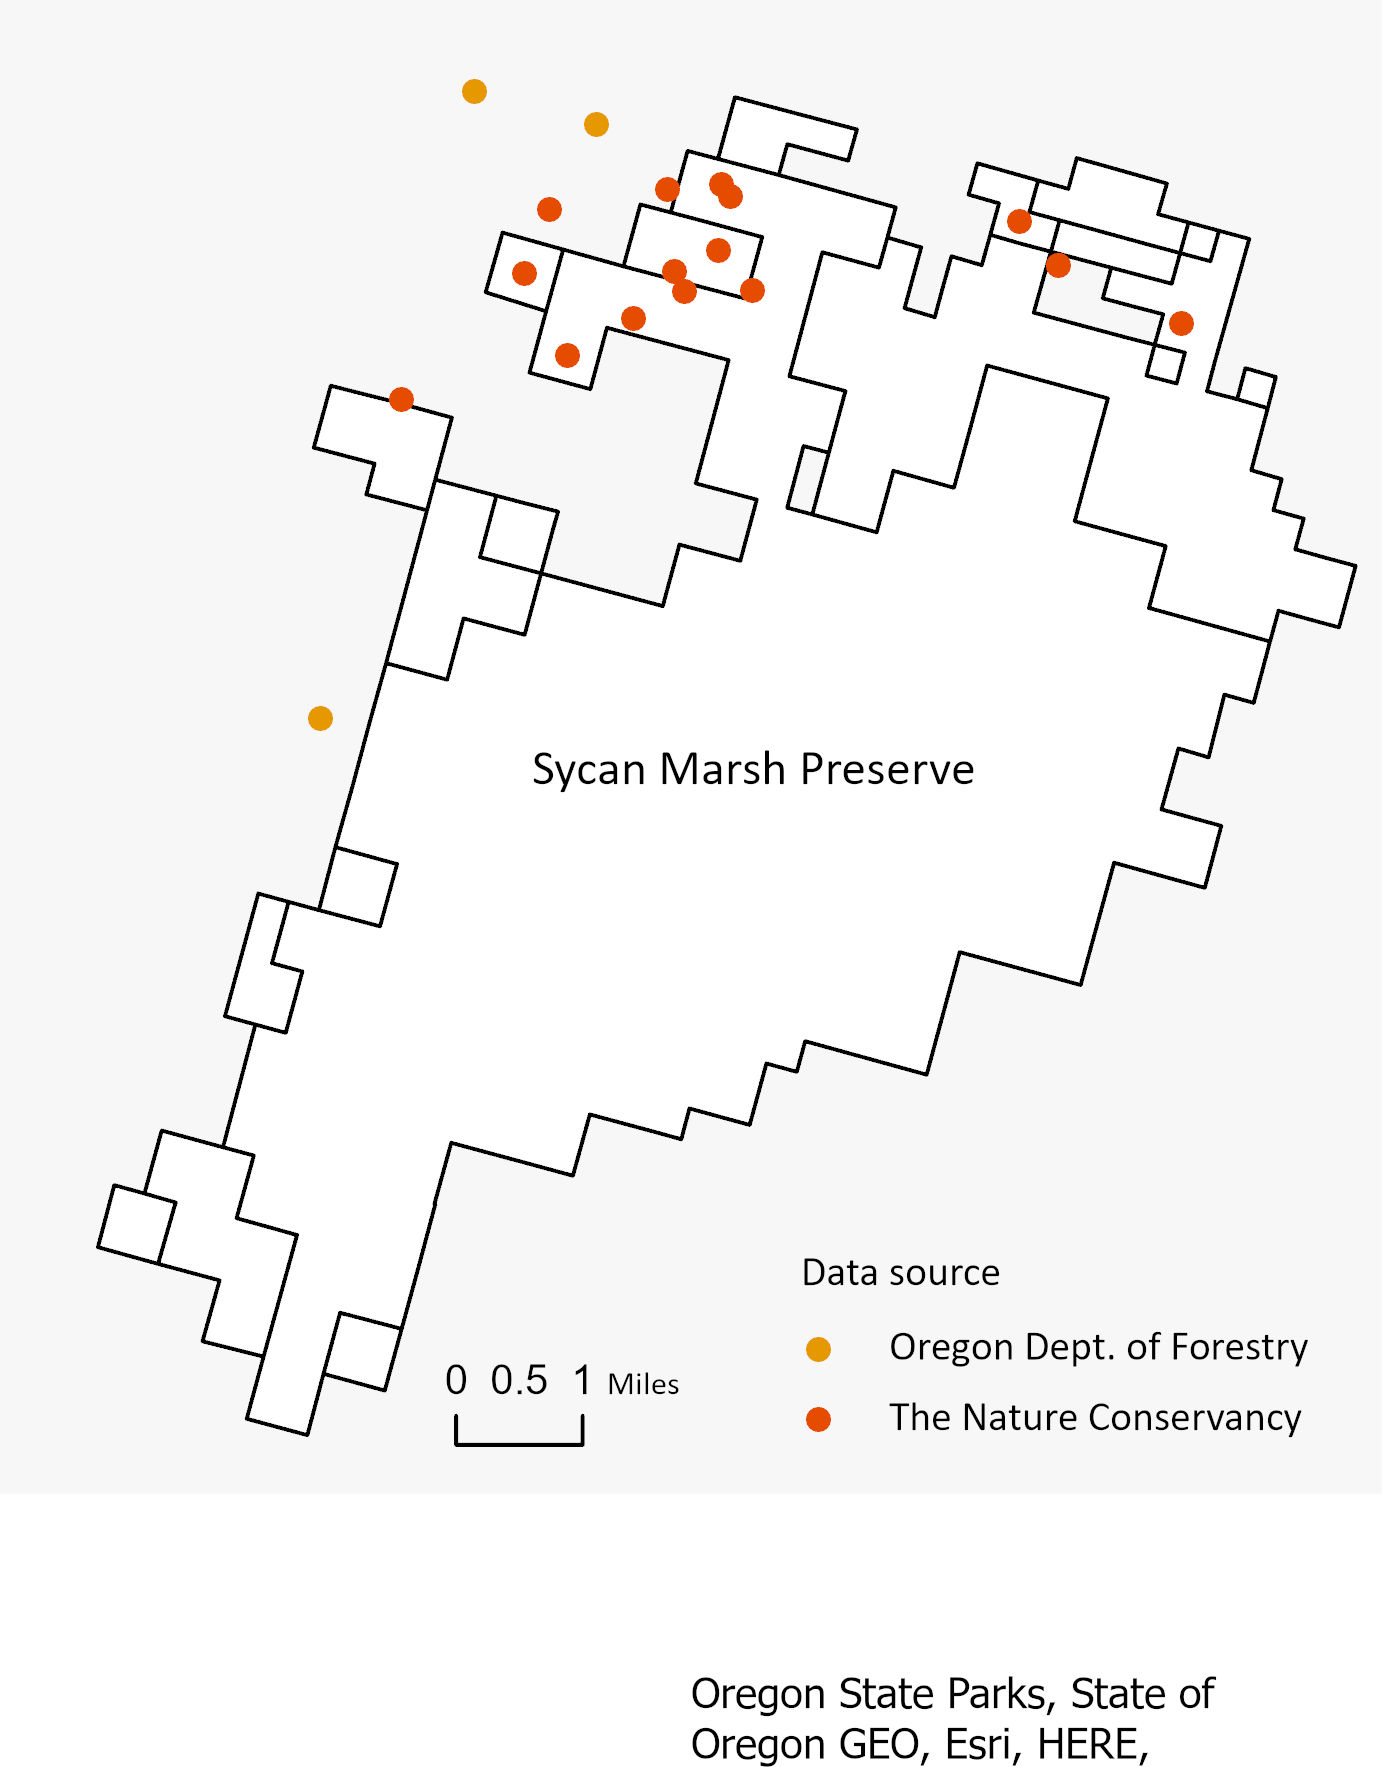 Sycan Marsh Preserve
Data source
Oregon Dept. of Forestry
The Nature Conservancy
0 0.5 1 Miles
Oregon State Parks, State of
Oregon GEO, Esri, HERE,